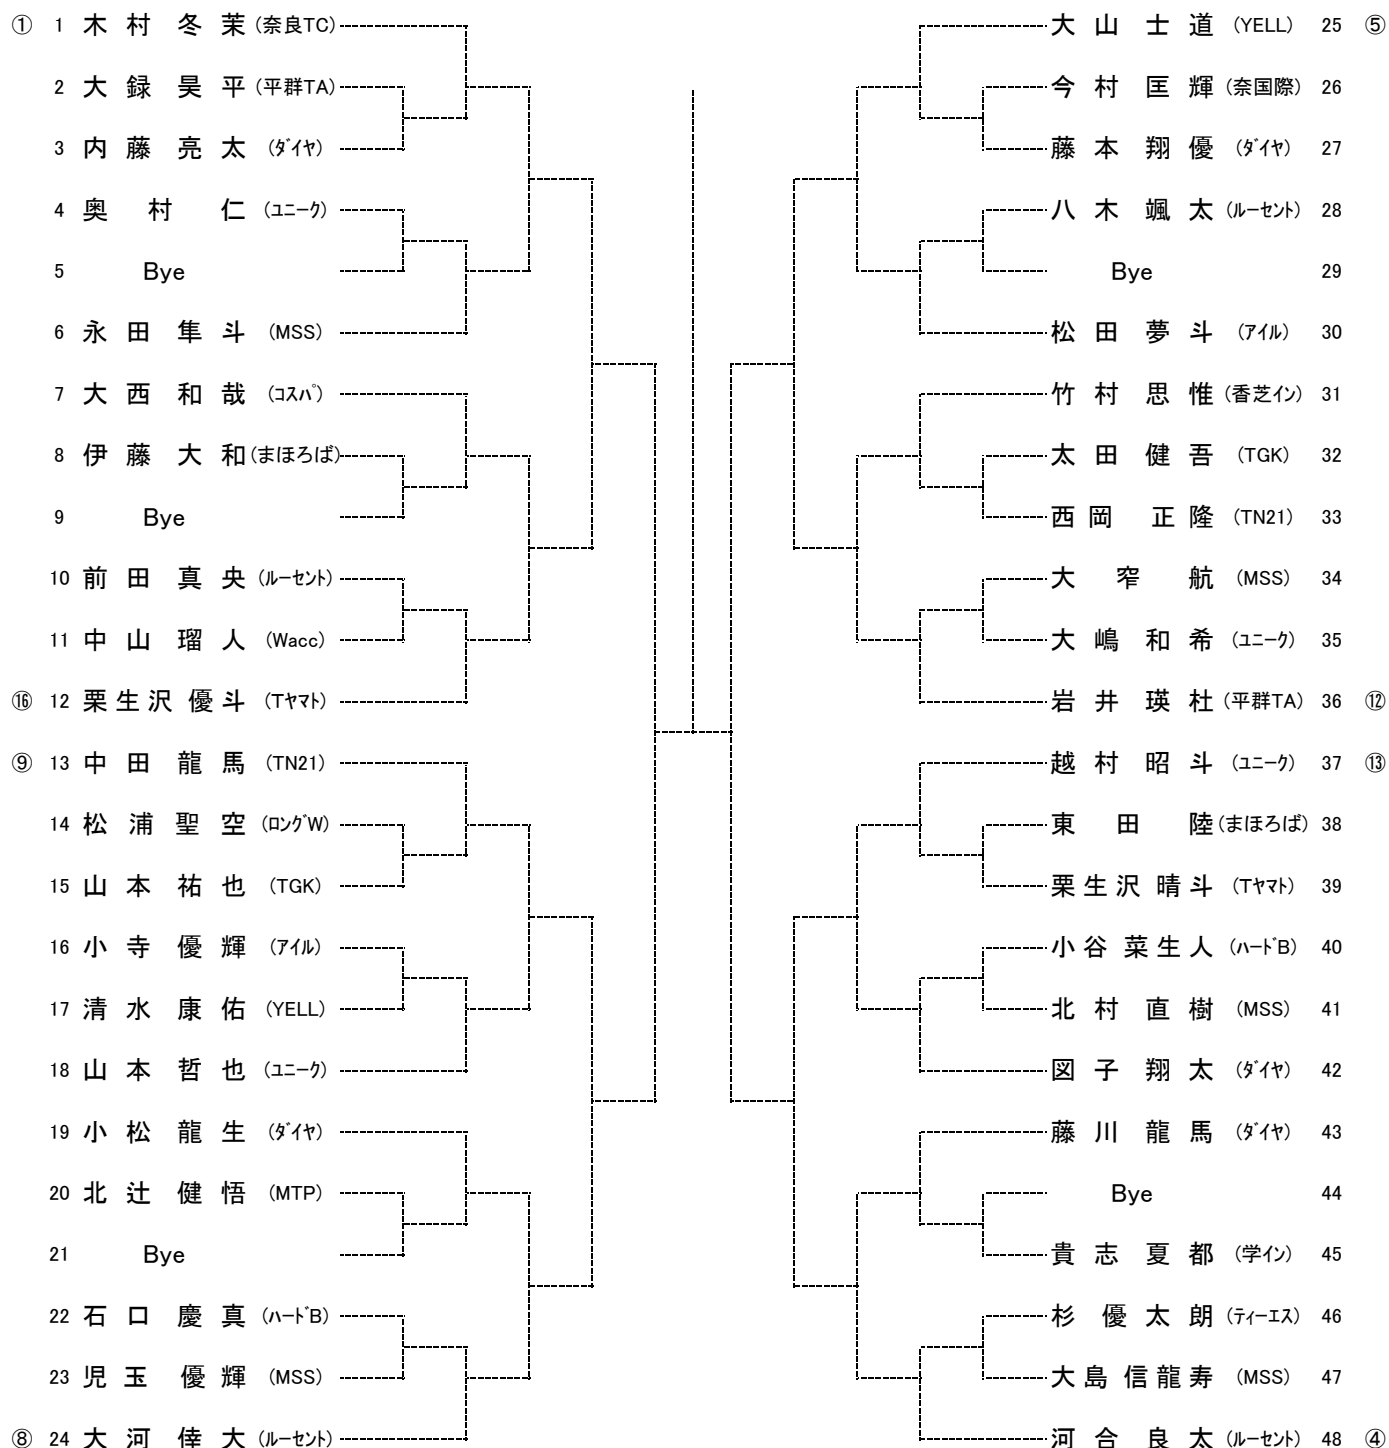 ① 1 木村 冬茉 (奈良TC)
2 大録 昊平 (平群TA)
3 内藤 亮太 (ダイヤ)
4 奥村 仁 (ユニーク)
5 Bye
6 永田 隼斗 (MSS)
7 大西 和哉 (コスパ)
8 伊藤 大和 (まほろば)
9 Bye
10 前田 真央 (ルーセント)
11 中山 瑠人 (Wacc)
⑯ 12 栗生沢 優斗 (Tヤマト)
⑨ 13 中田 龍馬 (TN21)
14 松浦 聖空 (ロングW)
15 山本 祐也 (TGK)
16 小寺 優輝 (アイル)
17 清水 康佑 (YELL)
18 山本 哲也 (ユニーク)
19 小松 龍生 (ダイヤ)
20 北辻 健悟 (MTP)
21 Bye
22 石口 慶真 (ハードB)
23 児玉 優輝 (MSS)
⑧ 24 大河 倖大 (ルーセント)
大山 士道 (YELL) 25 ⑤
今村 匡輝 (奈国際) 26
藤本 翔優 (ダイヤ) 27
八木 颯太 (ルーセント) 28
Bye 29
松田 夢斗 (アイル) 30
竹村 思惟 (香芝イン) 31
太田 健吾 (TGK) 32
西岡 正隆 (TN21) 33
大窄 航 (MSS) 34
大嶋 和希 (ユニーク) 35
岩井 瑛杜 (平群TA) 36 ⑫
越村 昭斗 (ユニーク) 37 ⑬
東田 陸 (まほろば) 38
栗生沢 晴斗 (Tヤマト) 39
小谷 菜生人 (ハードB) 40
北村 直樹 (MSS) 41
図子 翔太 (ダイヤ) 42
藤川 龍馬 (ダイヤ) 43
Bye 44
貴志 夏都 (学イン) 45
杉 優太朗 (ティーエス) 46
大島 信龍寿 (MSS) 47
河合 良太 (ルーセント) 48 ④